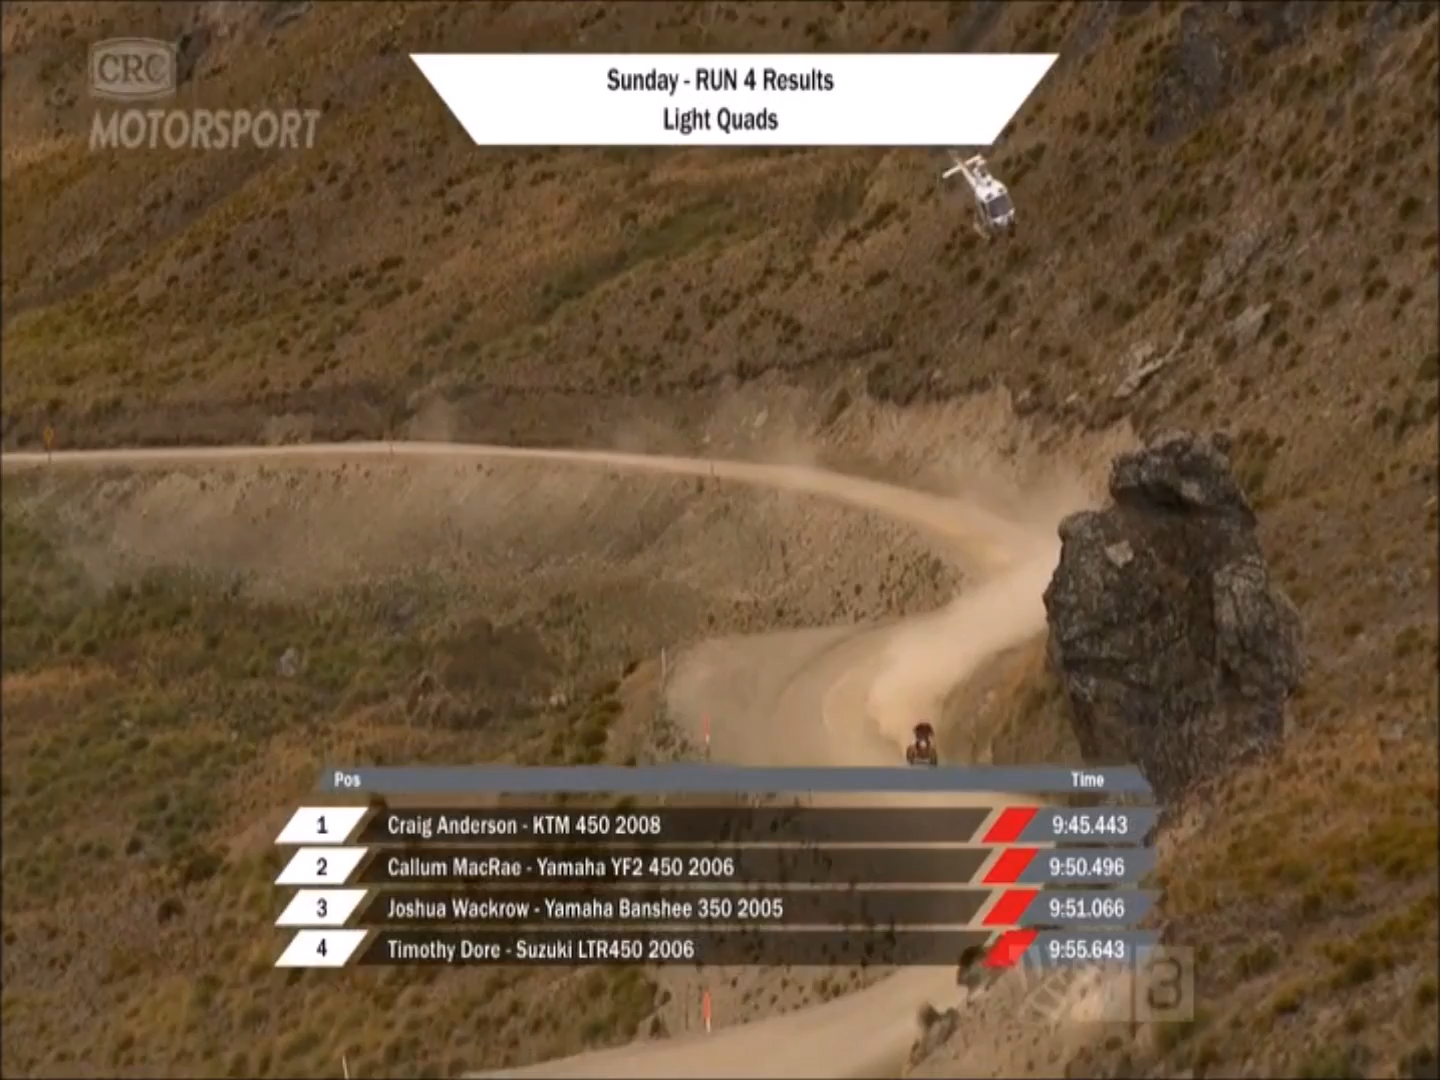 CRC
MOTORSPORT
Sunday - RUN 4 Results
Light Quads
Pos Time
1 Craig Anderson - KTM 450 2008 9:45.443
2 Callum MacRae - Yamaha YF2 450 2006 9:50.496
3 Joshua Wackrow - Yamaha Banshee 350 2005 9:51.066
4 Timothy Dore - Suzuki LTR450 2006 9:55.643
3